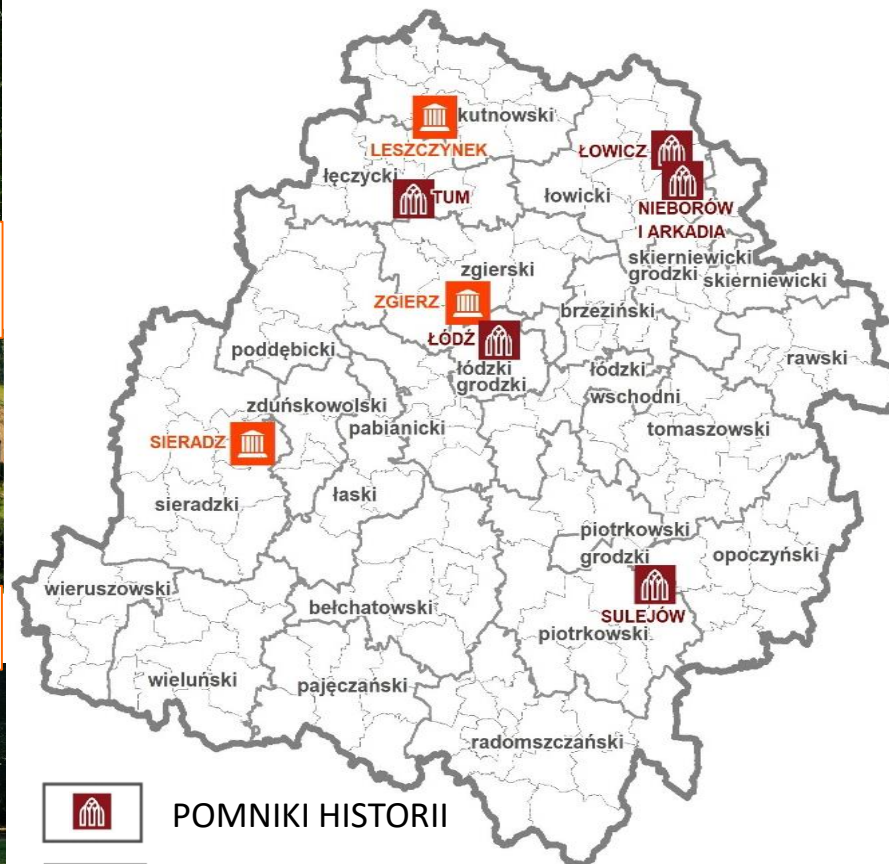 kutnowski
LESZCZYNEK
łęczycki
TUM
ŁOWICZ
łowicki
NIEBORÓW
I ARKADIA
skierniewicki
grodzki
skierniewicki
zgierski
ZGIERZ
brzeziński
ŁÓDŹ
poddębicki
łódzki
grodzki
łódzki
wschodni
rawski
zduńskowolski
pabianicki
SIERADZ
tomaszowski
sieradzki
łaski
piotrkowski
grodzki
opoczyński
wieruszowski
bełchatowski
SULEJÓW
piotrkowski
wieluński
pajęczański
radomszczański
POMNIKI HISTORII